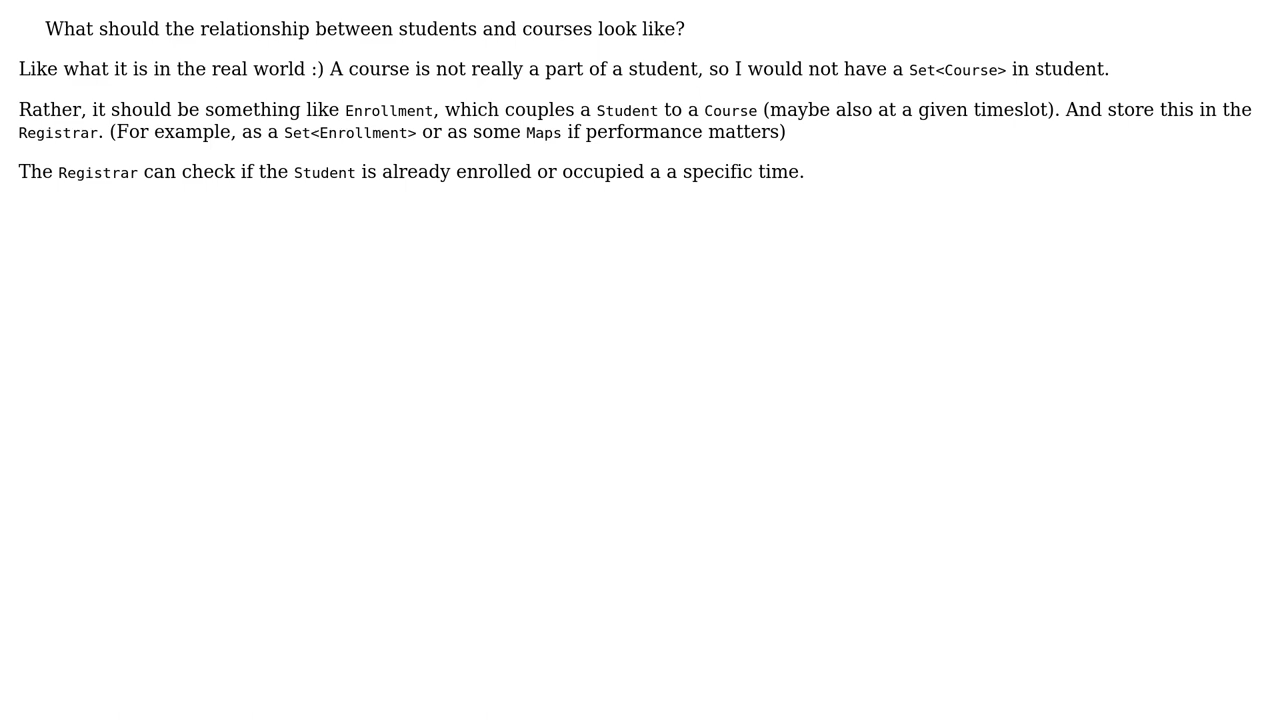 What should the relationship between students and courses look like?
Like what it is in the real world :) A course is not really a part of a student, so I would not have a Set<Course> in student.
Rather, it should be something like Enrollment, which couples a Student to a Course (maybe also at a given timeslot). And store this in the
Registrar. (For example, as a Set<Enrollment> or as some Maps if performance matters)
The Registrar can check if the Student is already enrolled or occupied a a specific time.